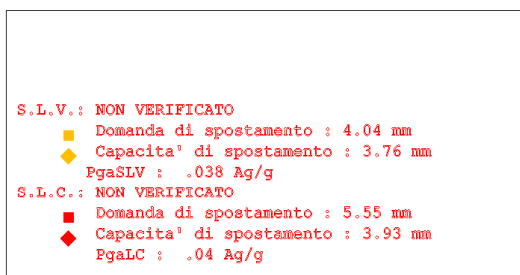 S.L.V.: NON VERIFICATO
Domanda di spostamento : 4.04 mm
Capacita' di spostamento : 3.76 mm
PgaSLV :  .038 Ag/g
S.L.C.: NON VERIFICATO
Domanda di spostamento : 5.55 mm
Capacita' di spostamento : 3.93 mm
PgaLC :  .04 Ag/g